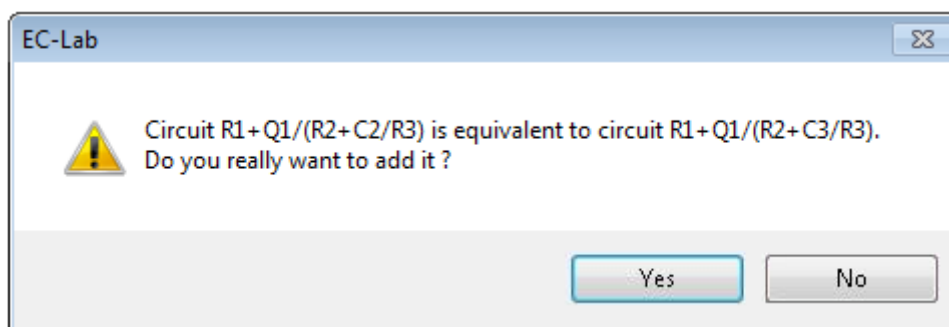 EC-Lab
Circuit R1+Q1/(R2+C2/R3) is equivalent to circuit R1+Q1/(R2+C3/R3).
Do you really want to add it ?
Yes
No